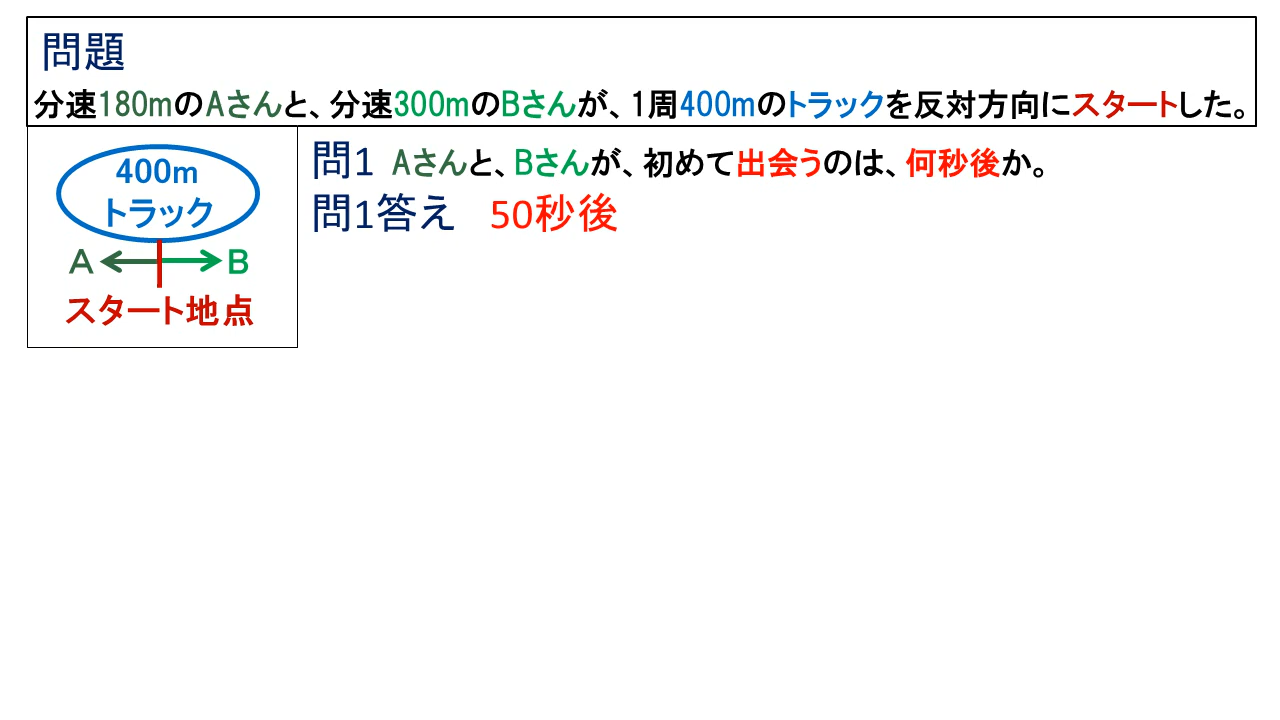 問題
分速180mのAさんと、分速300mのBさんが、1周400mのトラックを反対方向にスタートした。
400m
トラック
A B
スタート地点
問1 Aさんと、Bさんが、初めて出会うのは、何秒後か。
問1答え 50秒後